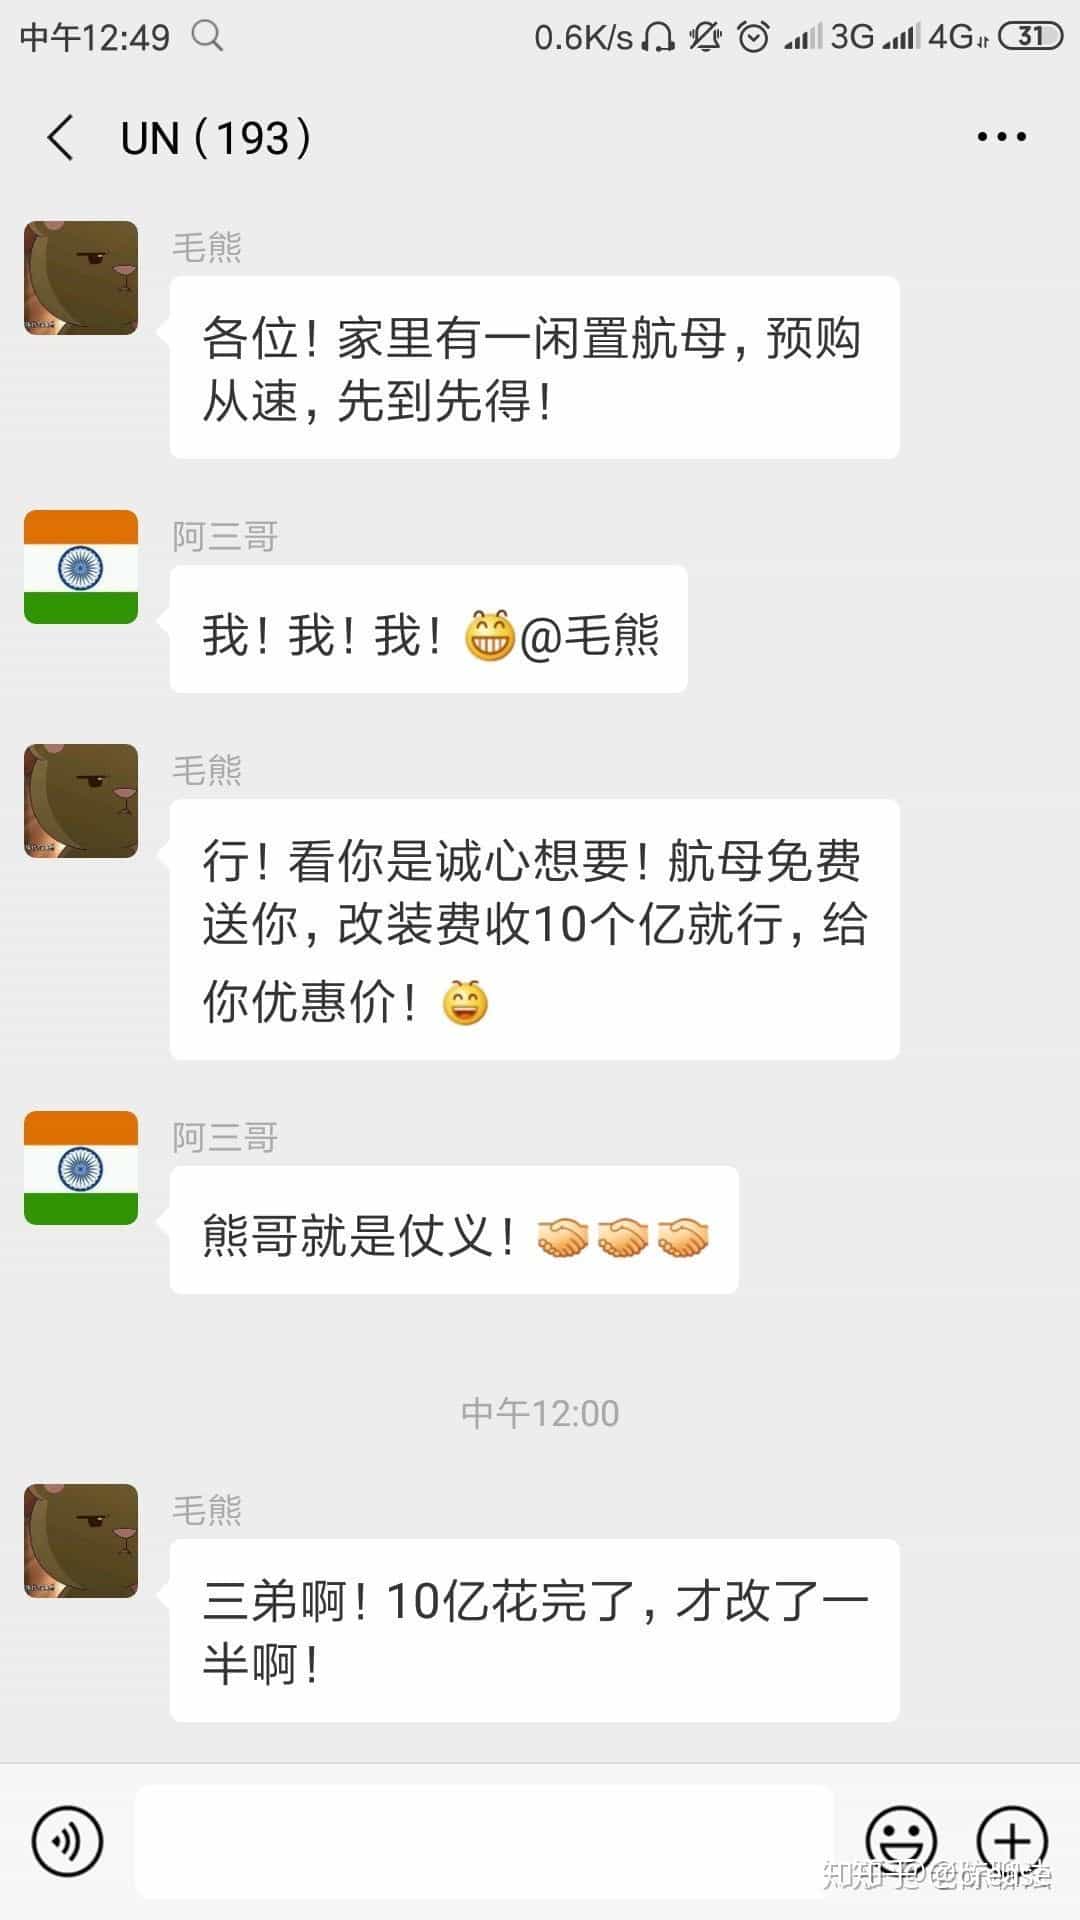 中午12:49
0.6K/s 3G 4G 31
UN（193）
毛熊
各位！家里有一闲置航母，预购
从速，先到先得！
阿三哥
我！我！我！😁@毛熊
毛熊
行！看你是诚心想要！航母免费
送你，改装费收10个亿就行，给
你优惠价！😄
阿三哥
熊哥就是仗义！🤝🤝🤝
中午12:00
毛熊
三弟啊！10亿花完了，才改了一
半啊！